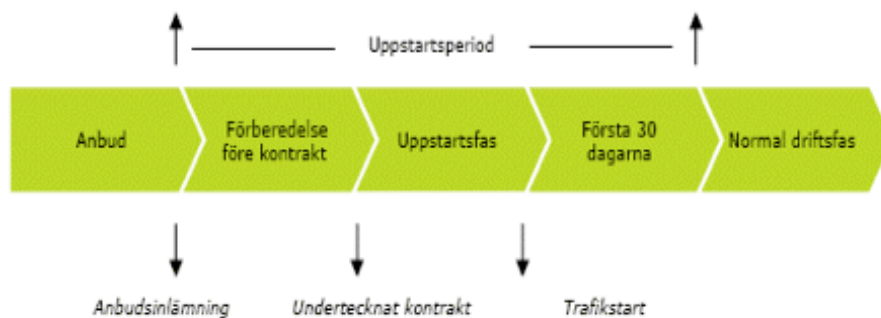 Uppstartsperiod
Anbud
Förberedelse
före kontrakt
Uppstartsfas
Första 30
dagarna
Normal driftsfas
Anbudsinlämning
Undertecknat kontrakt
Trafikstart